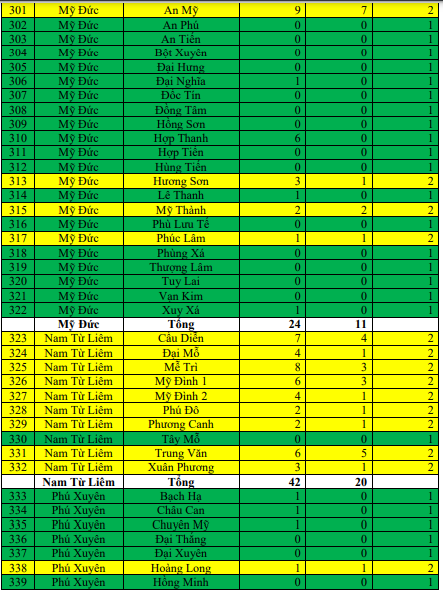 301 Mỹ Đức An Mỹ 9 7 2
302 Mỹ Đức An Phú 0 0 1
303 Mỹ Đức An Tiến 0 0 1
304 Mỹ Đức Bột Xuyên 0 0 1
305 Mỹ Đức Đại Hưng 0 0 1
306 Mỹ Đức Đại Nghĩa 1 0 1
307 Mỹ Đức Đốc Tín 0 0 1
308 Mỹ Đức Đồng Tâm 0 0 1
309 Mỹ Đức Hồng Sơn 0 0 1
310 Mỹ Đức Hợp Thanh 6 0 1
311 Mỹ Đức Hợp Tiến 0 0 1
312 Mỹ Đức Hùng Tiến 0 0 1
313 Mỹ Đức Hương Sơn 3 1 2
314 Mỹ Đức Lê Thanh 1 0 1
315 Mỹ Đức Mỹ Thành 2 2 2
316 Mỹ Đức Phù Lưu Tế 0 0 1
317 Mỹ Đức Phúc Lâm 1 1 2
318 Mỹ Đức Phùng Xá 0 0 1
319 Mỹ Đức Thượng Lâm 0 0 1
320 Mỹ Đức Tuy Lai 0 0 1
321 Mỹ Đức Vạn Kim 0 0 1
322 Mỹ Đức Xuy Xá 1 0 1
Mỹ Đức Tổng 24 11
323 Nam Từ Liêm Cầu Diễn 7 4 2
324 Nam Từ Liêm Đại Mỗ 4 1 2
325 Nam Từ Liêm Mễ Trì 8 3 2
326 Nam Từ Liêm Mỹ Đình 1 6 3 2
327 Nam Từ Liêm Mỹ Đình 2 4 1 2
328 Nam Từ Liêm Phú Đô 2 1 2
329 Nam Từ Liêm Phương Canh 2 1 2
330 Nam Từ Liêm Tây Mỗ 0 0 1
331 Nam Từ Liêm Trung Văn 6 5 2
332 Nam Từ Liêm Xuân Phương 3 1 2
Nam Từ Liêm Tổng 42 20
333 Phú Xuyên Bạch Hạ 1 0 1
334 Phú Xuyên Châu Can 1 0 1
335 Phú Xuyên Chuyên Mỹ 1 0 1
336 Phú Xuyên Đại Thắng 0 0 1
337 Phú Xuyên Đại Xuyên 0 0 1
338 Phú Xuyên Hoàng Long 1 1 2
339 Phú Xuyên Hồng Minh 0 0 1